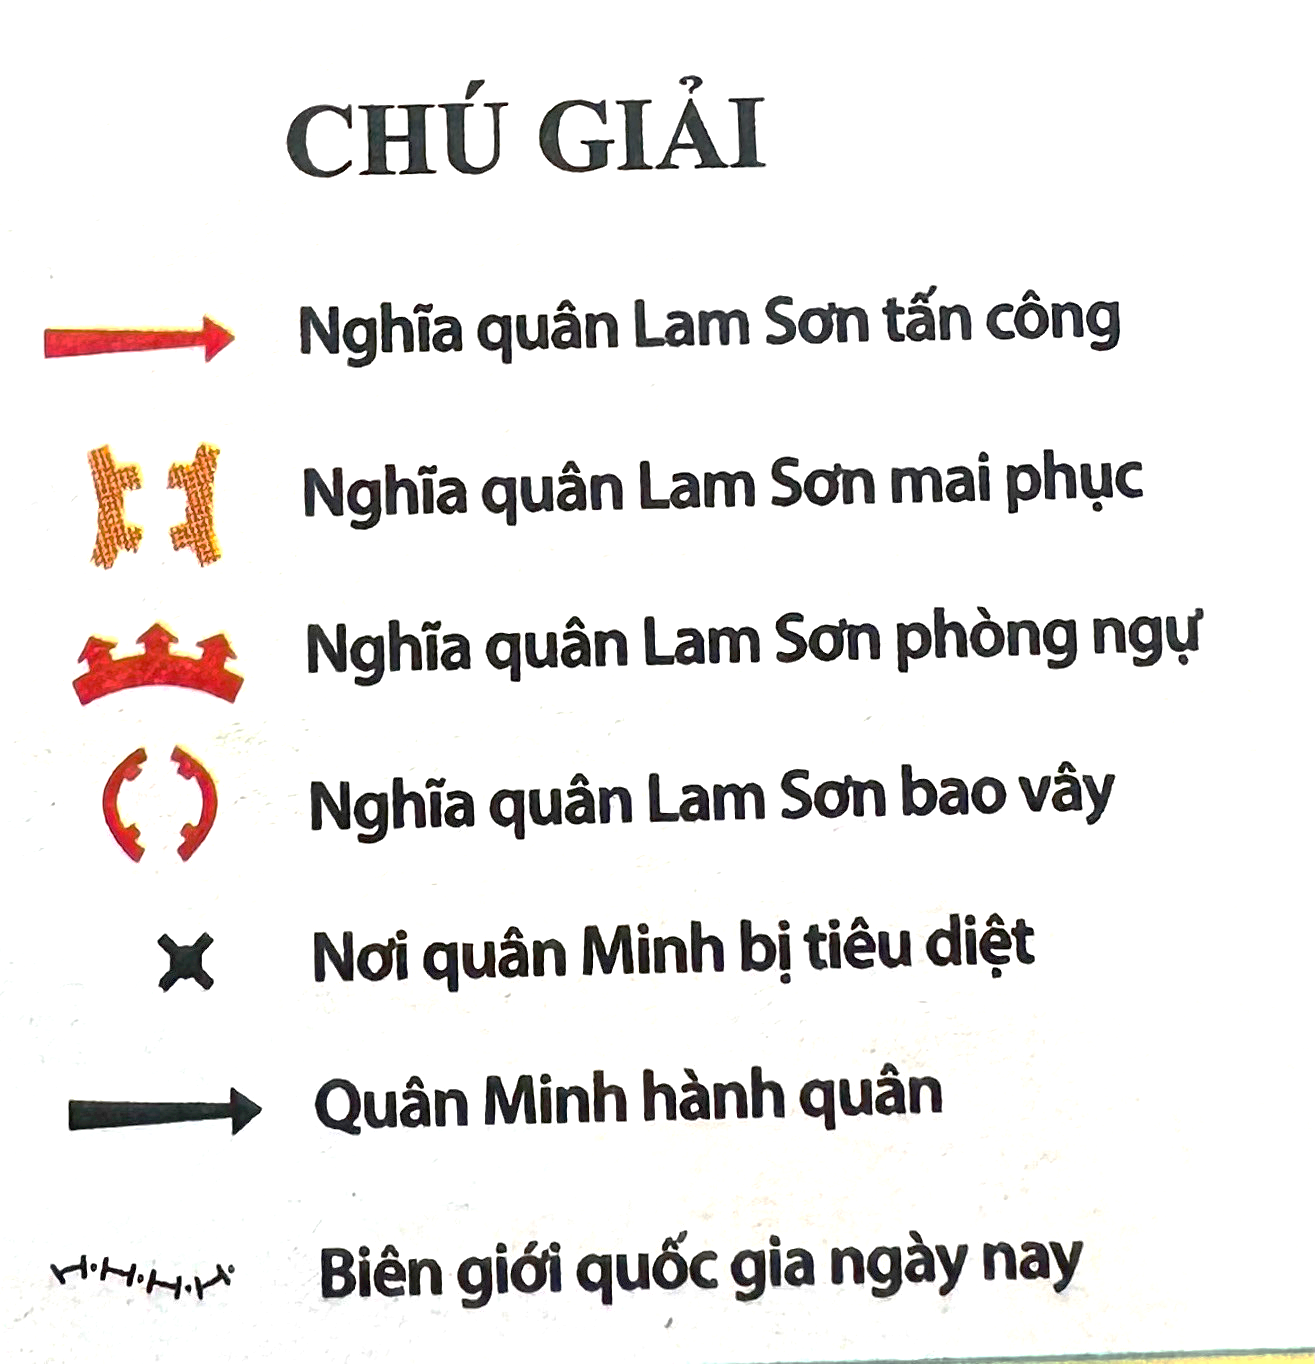 CHÚ GIẢI
Nghĩa quân Lam Sơn tấn công
Nghĩa quân Lam Sơn mai phục
Nghĩa quân Lam Sơn phòng ngự
Nghĩa quân Lam Sơn bao vây
Nơi quân Minh bị tiêu diệt
Quân Minh hành quân
Biên giới quốc gia ngày nay